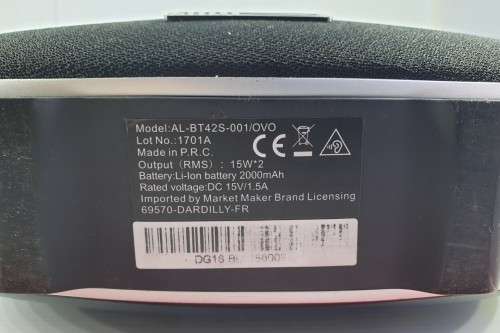 Model:AL-BT42S-001/OVO
Lot No.:1701A
Made in P.R.C.
Output (RMS) : 15W*2
Battery:Li-Ion battery 2000mAh
Rated voltage:DC 15V/1.5A
Imported by Market Maker Brand Licensing
69570-DARDILLY-FR
CE